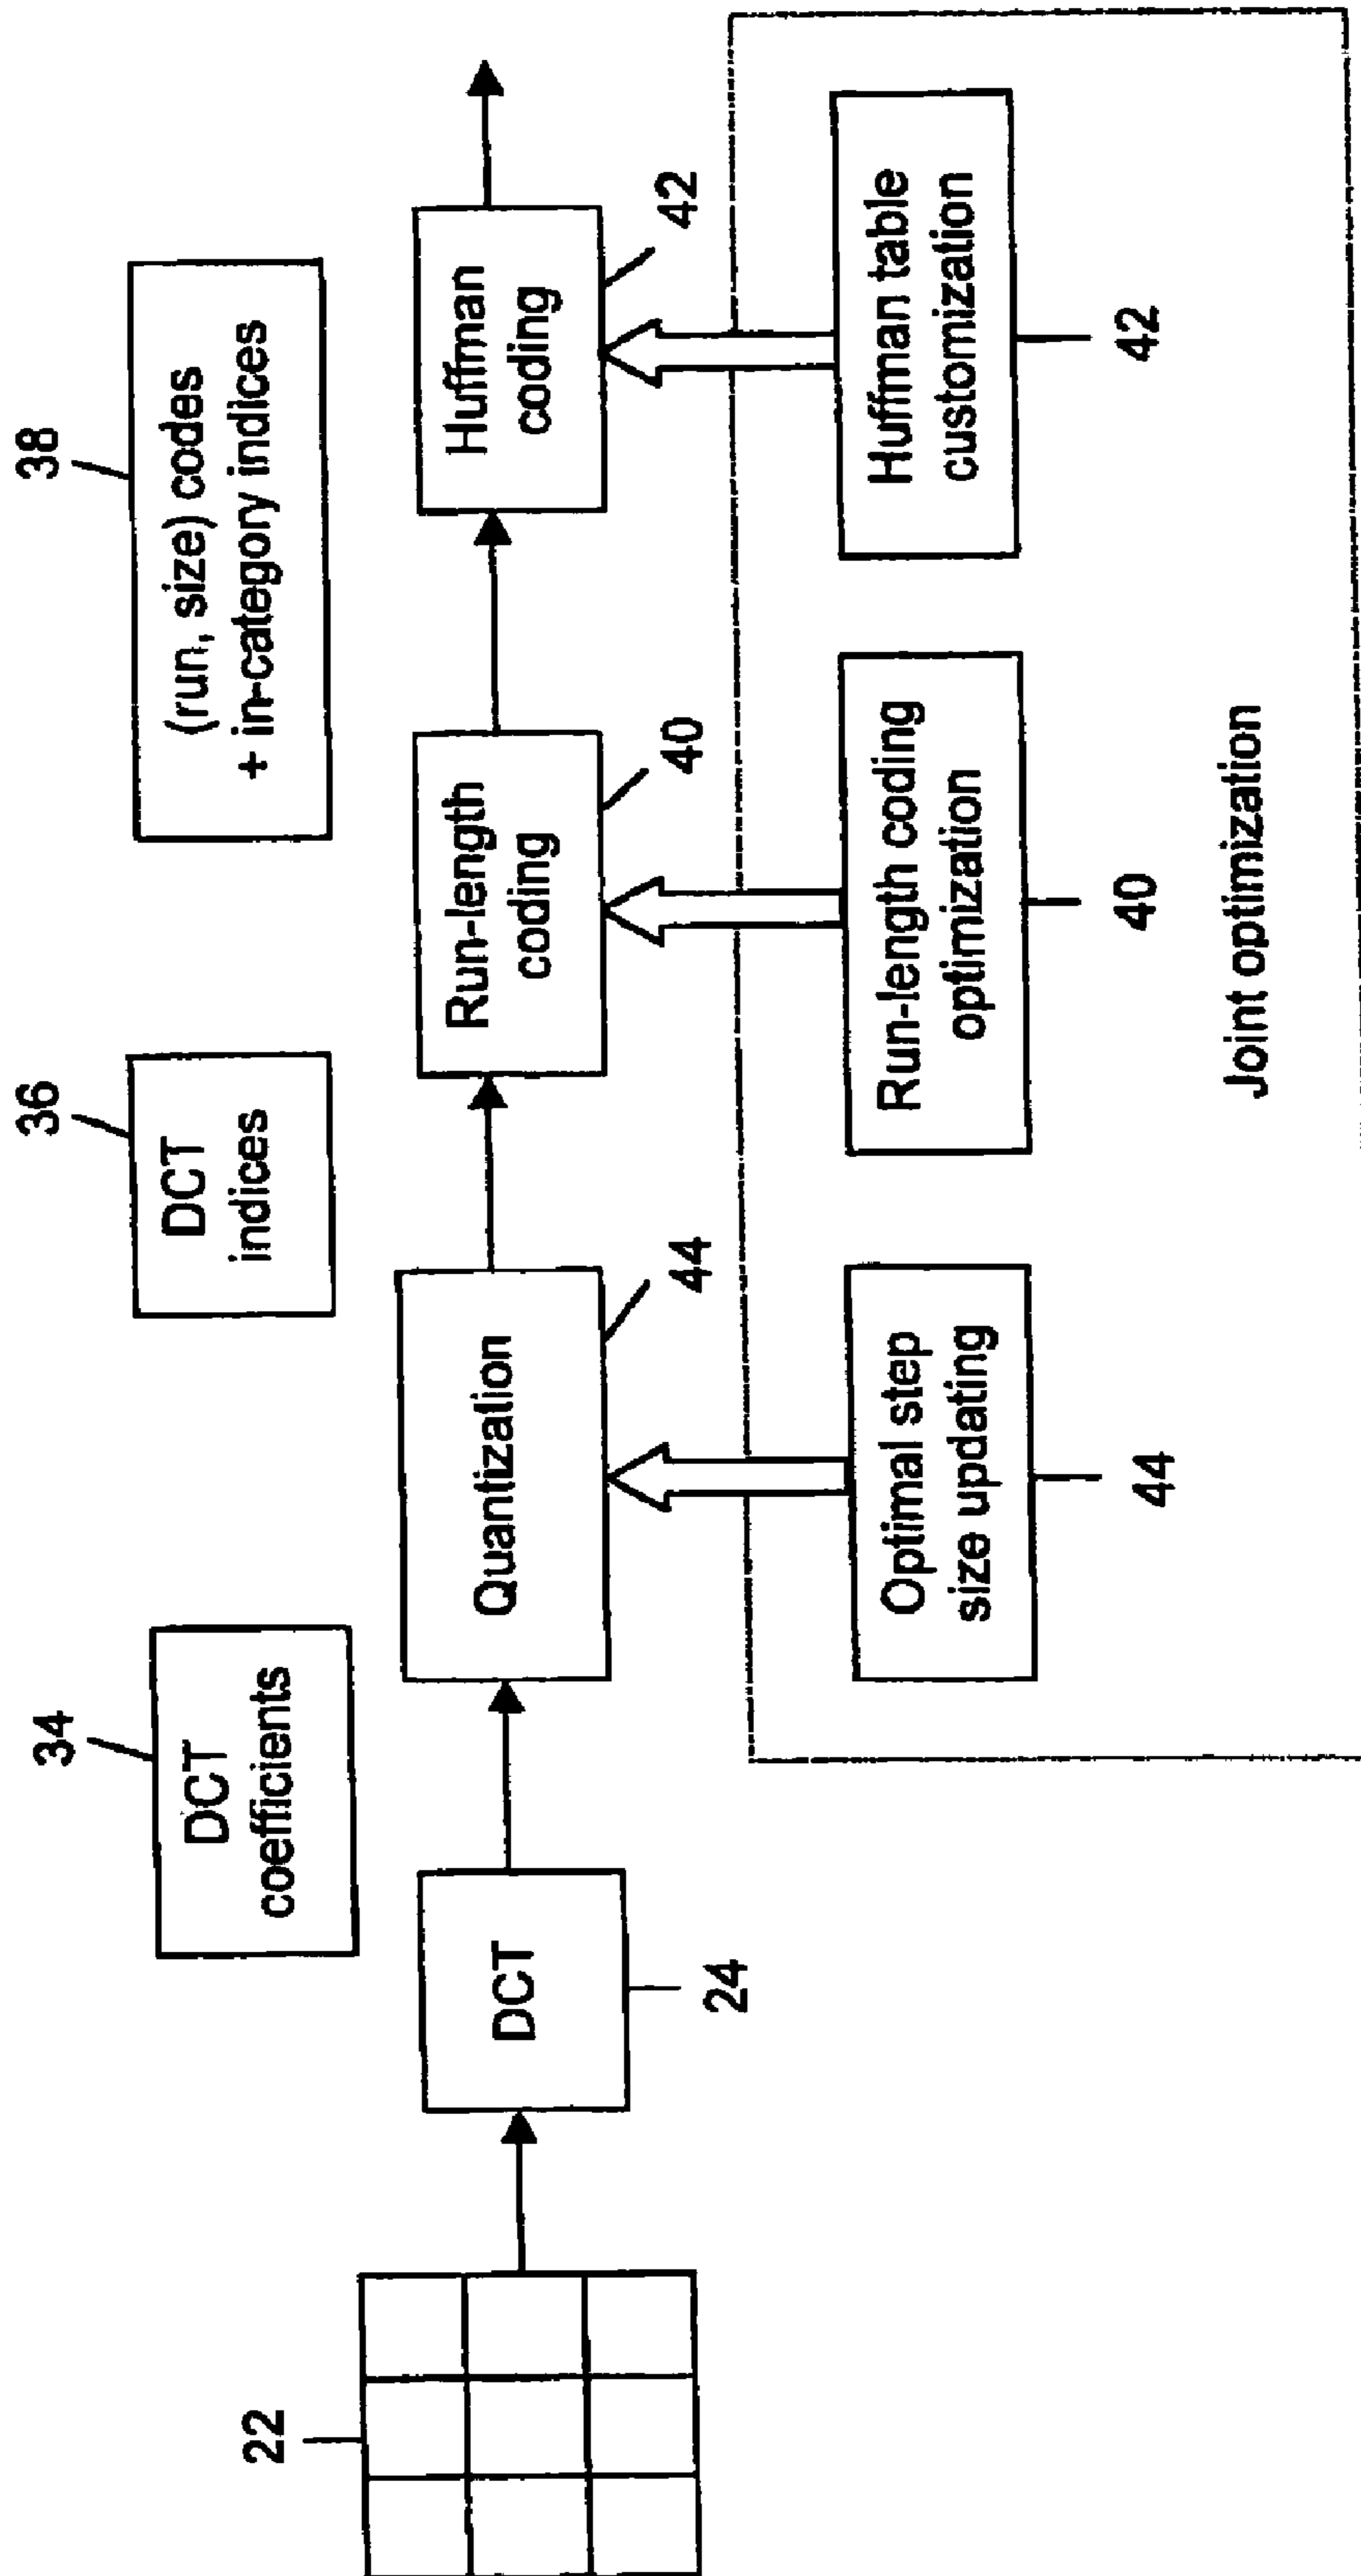 34
36
38
DCT
coefficients
DCT
indices
(run, size) codes
+ in-category indices
22
DCT
24
Quantization
44
Run-length
coding
40
Huffman
coding
42
Optimal step
size updating
44
Run-length coding
optimization
40
Huffman table
customization
42
Joint optimization